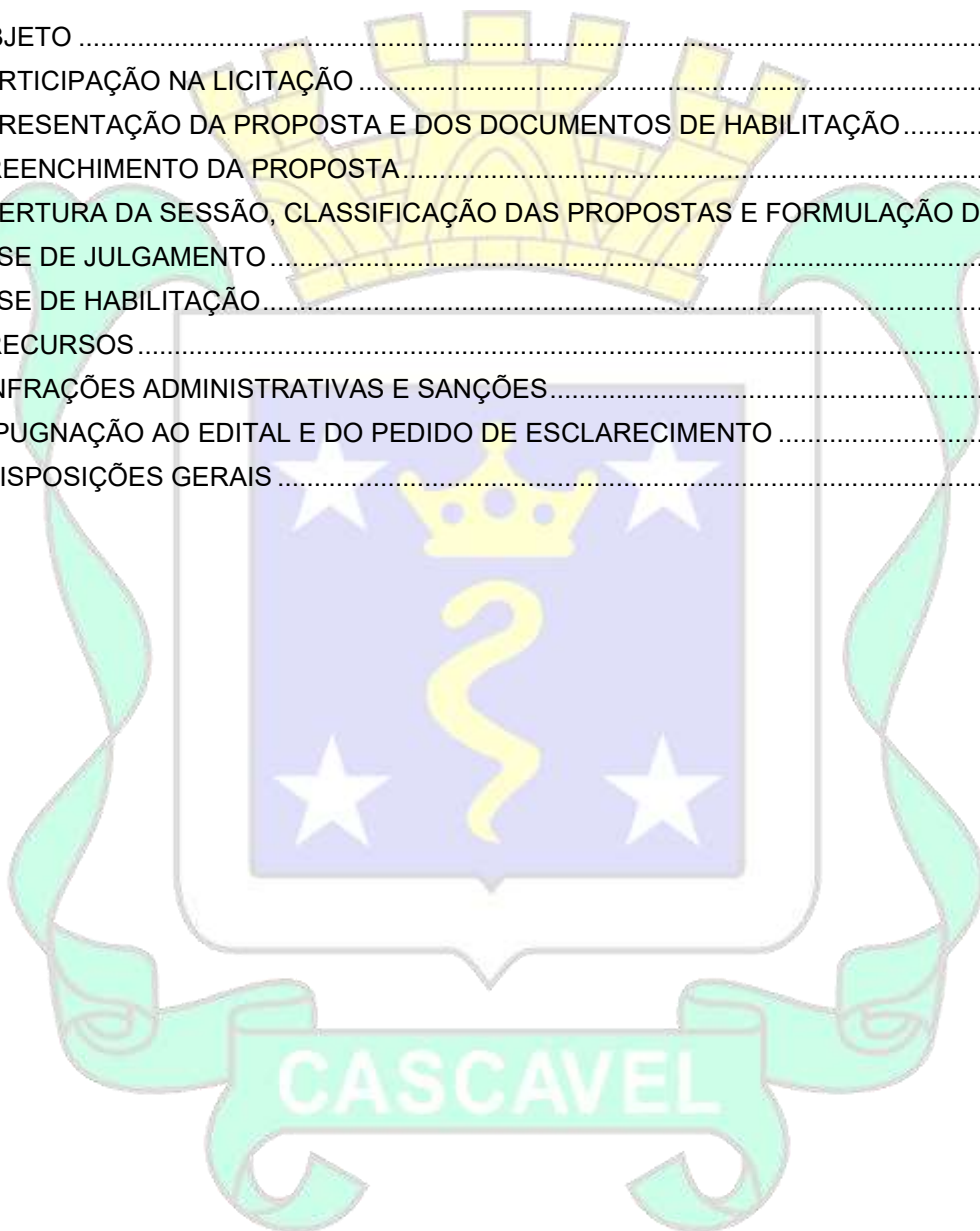 BJETO
RTICIPAÇÃO NA LICITAÇÃO
RESENTAÇÃO DA PROPOSTA E DOS DOCUMENTOS DE HABILITAÇÃO
REENCHIMENTO DA PROPOSTA
ERTURA DA SESSÃO, CLASSIFICAÇÃO DAS PROPOSTAS E FORMULAÇÃO D
SE DE JULGAMENTO
SE DE HABILITAÇÃO
RECURSOS
NFRAÇÕES ADMINISTRATIVAS E SANÇÕES
PUGNAÇÃO AO EDITAL E DO PEDIDO DE ESCLARECIMENTO
ISPOSIÇÕES GERAIS
CASCAVEL